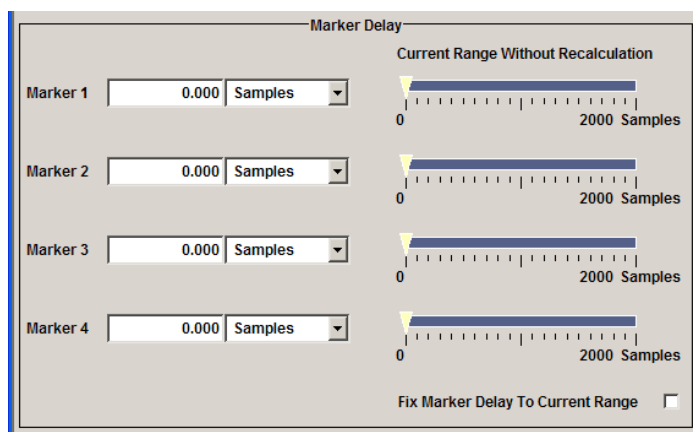 Marker Delay
Current Range Without Recalculation
Marker 1 0.000 Samples
0 2000 Samples
Marker 2 0.000 Samples
0 2000 Samples
Marker 3 0.000 Samples
0 2000 Samples
Marker 4 0.000 Samples
0 2000 Samples
Fix Marker Delay To Current Range